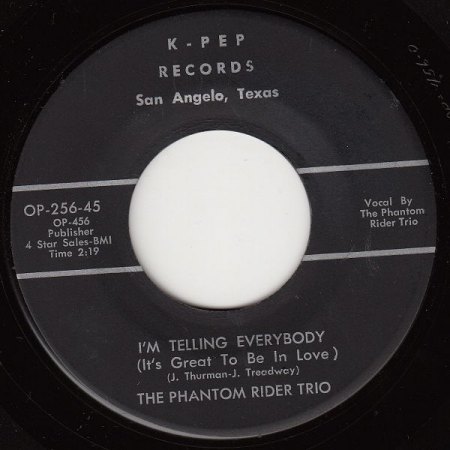 K-PEP
RECORDS
San Angelo, Texas
OP-256-45
OP-456
Publisher
4 Star Sales-BMI
Time 2:19
Vocal By
The Phantom
Rider Trio
I'M TELLING EVERYBODY
(It's Great To Be In Love)
(J. Thurman-J. Treadway)
THE PHANTOM RIDER TRIO